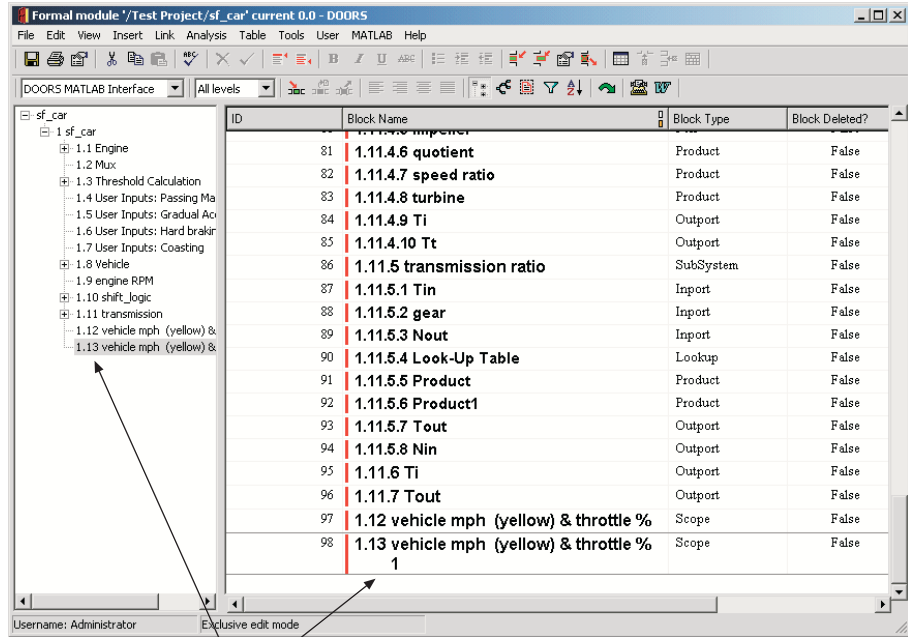 Formal module '/Test Project/sf_car' current 0.0 - DOORS
File Edit View Insert Link Analysis Table Tools User MATLAB Help
B I U ABC
DOORS MATLAB Interface All levels
sf_car
1 sf_car
1.1 Engine
1.2 Mux
1.3 Threshold Calculation
1.4 User Inputs: Passing Ma
1.5 User Inputs: Gradual Ac
1.6 User Inputs: Hard brakin
1.7 User Inputs: Coasting
1.8 Vehicle
1.9 engine RPM
1.10 shift_logic
1.11 transmission
1.12 vehicle mph (yellow) &
1.13 vehicle mph (yellow) &
ID Block Name Block Type Block Deleted?
81 1.11.4.6 quotient Product False
82 1.11.4.7 speed ratio Product False
83 1.11.4.8 turbine Product False
84 1.11.4.9 Ti Outport False
85 1.11.4.10 Tt Outport False
86 1.11.5 transmission ratio SubSystem False
87 1.11.5.1 Tin Inport False
88 1.11.5.2 gear Inport False
89 1.11.5.3 Nout Inport False
90 1.11.5.4 Look-Up Table Lookup False
91 1.11.5.5 Product Product False
92 1.11.5.6 Product1 Product False
93 1.11.5.7 Tout Outport False
94 1.11.5.8 Nin Outport False
95 1.11.6 Ti Outport False
96 1.11.7 Tout Outport False
97 1.12 vehicle mph (yellow) & throttle % Scope False
98 1.13 vehicle mph (yellow) & throttle % Scope False
1
Username: Administrator Exclusive edit mode